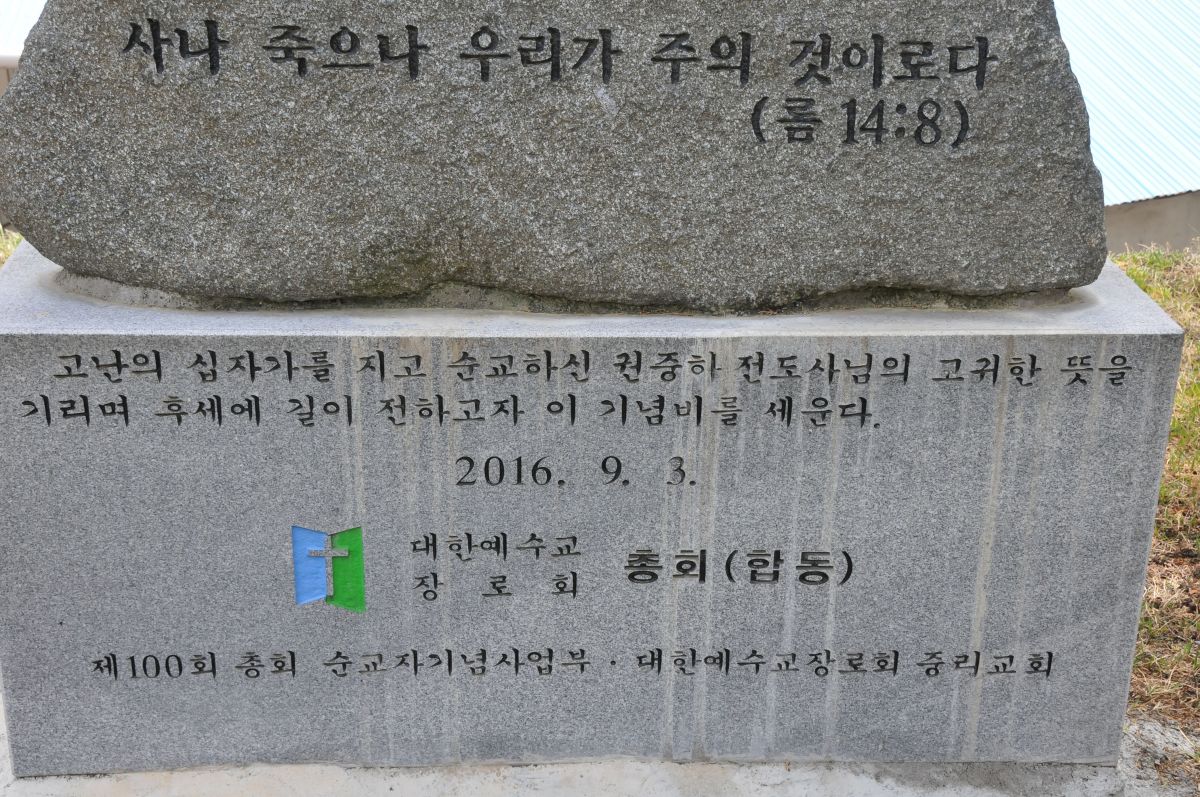 사나 죽으나 우리가 주의 것이로다
(롬 14:8)
고난의 십자가를 지고 순교하신 권중하 전도사님의 고귀한 뜻을
기리며 후세에 길이 전하고자 이 기념비를 세운다.
2016. 9. 3.
대한예수교
장로회 총회(합동)
제100회 총회 순교자기념사업부 · 대한예수교장로회 중리교회